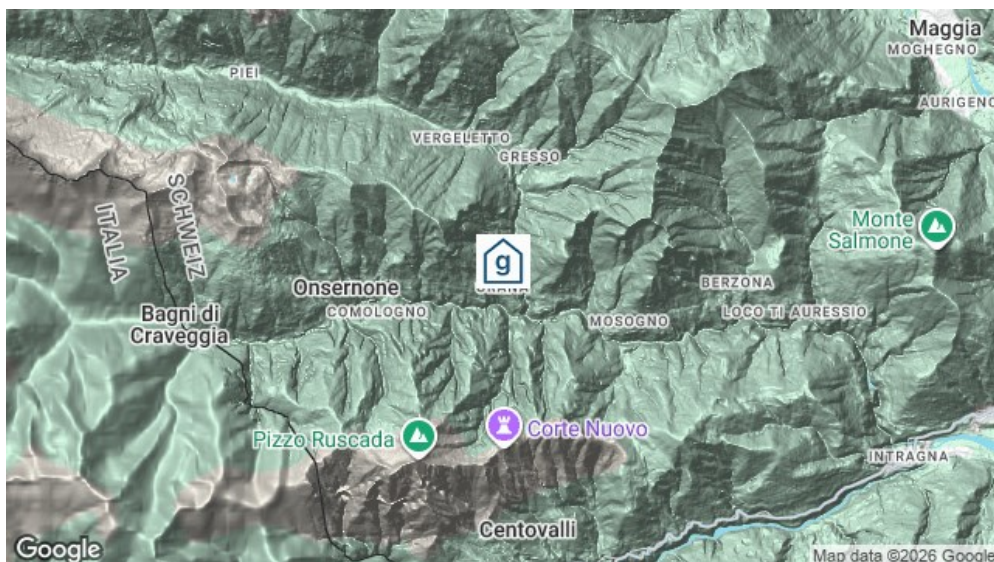 Maggia
MOGHEGNO
PIEI
AURIGENO
VERGELETTO
GRESSO
SCHWEIZ
ITALIA
Monte
Salmone
g
BERZONA
Onsernone
COMOLOGNO
LOCO TI AURESSIO
MOSOGNO
Bagni di
Craveggia
Pizzo Ruscada
Corte Nuovo
INTRAGNA
Centovalli
Google
Map data ©2026 Google